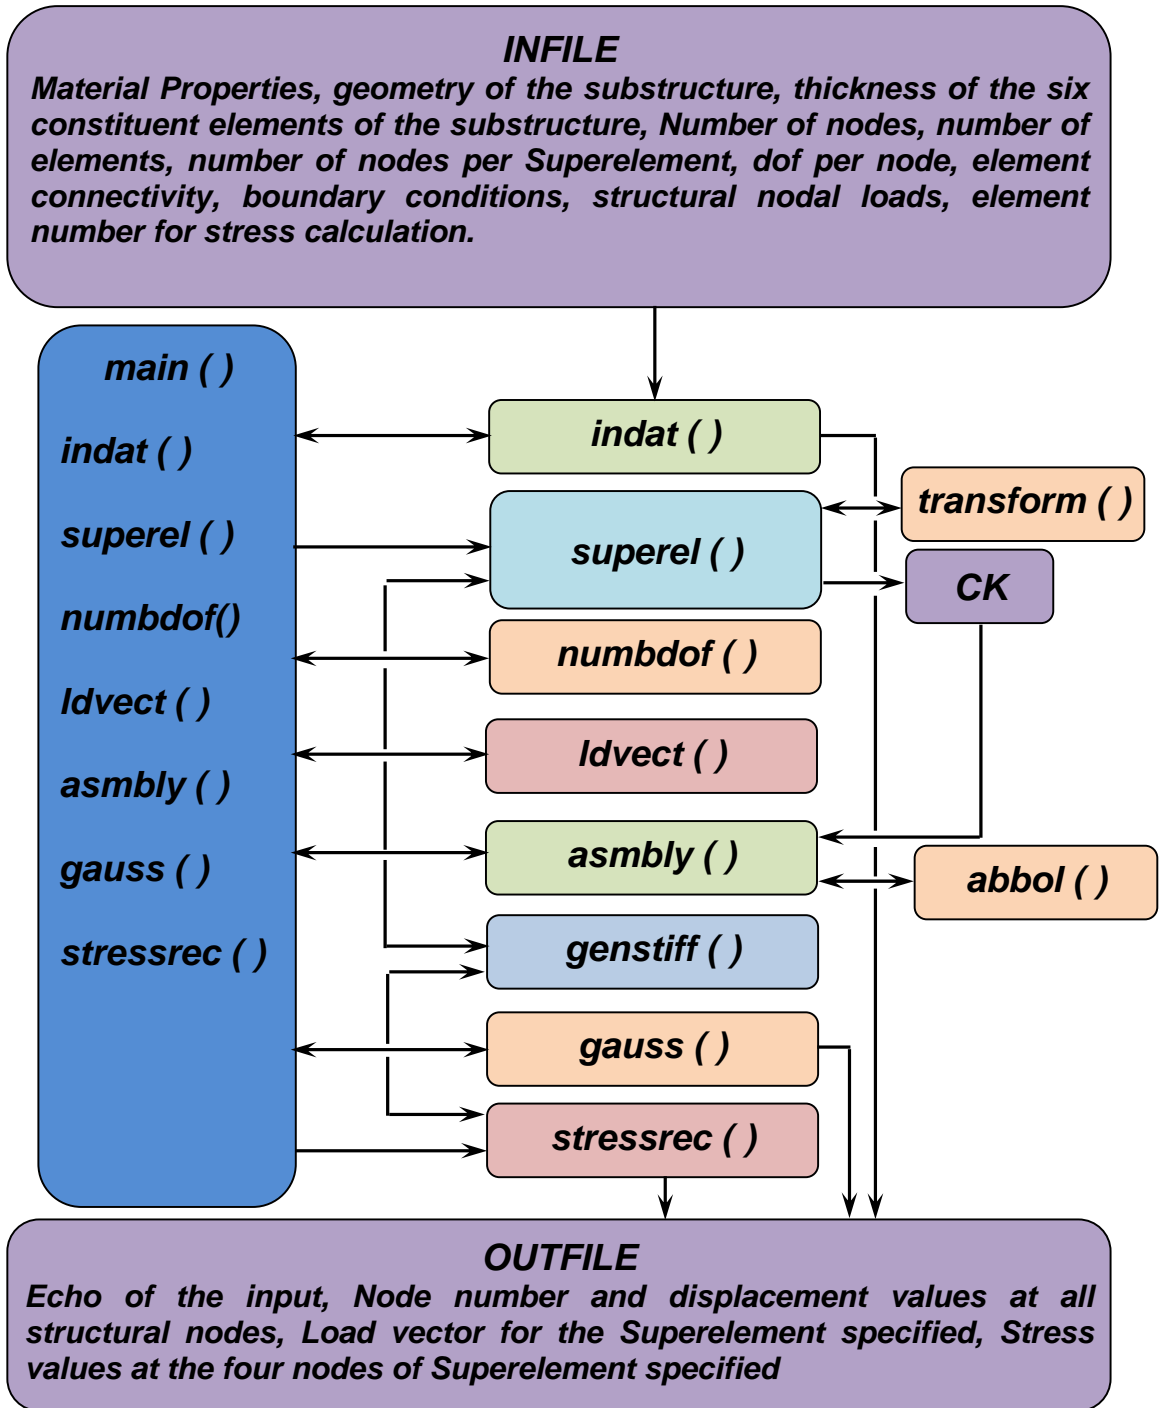 INFILE
Material Properties, geometry of the substructure, thickness of the six
constituent elements of the substructure, Number of nodes, number of
elements, number of nodes per Superelement, dof per node, element
connectivity, boundary conditions, structural nodal loads, element
number for stress calculation.
main ( )
indat ( )
superel ( )
numbdof()
ldvect ( )
asmbly ( )
gauss ( )
stressrec ( )
indat ( )
transform ( )
superel ( )
CK
numbdof ( )
ldvect ( )
asmbly ( )
abbol ( )
genstiff ( )
gauss ( )
stressrec ( )
OUTFILE
Echo of the input, Node number and displacement values at all
structural nodes, Load vector for the Superelement specified, Stress
values at the four nodes of Superelement specified